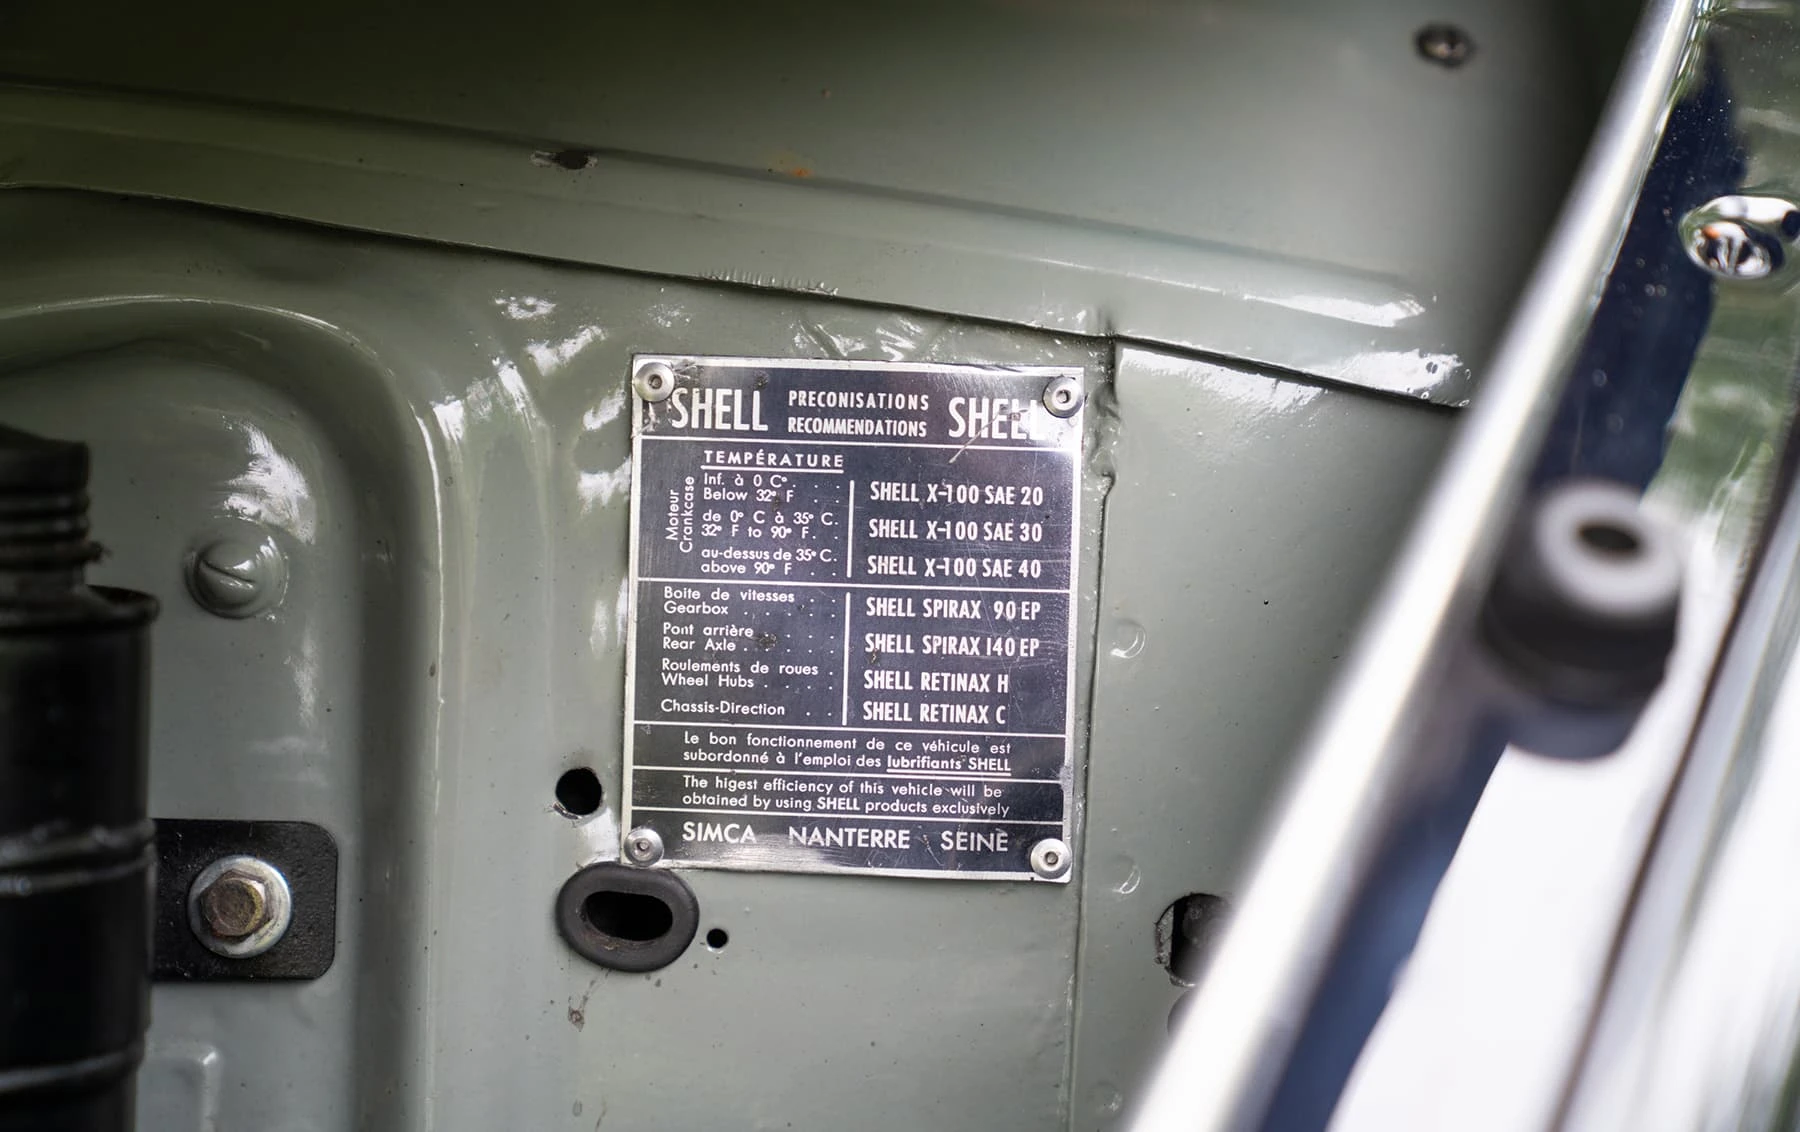 SHELL PRECONISATIONS SHELL
RECOMMENDATIONS
TEMPÉRATURE
Moteur
Crankcase
Inf. à 0 C° . . .
Below 32° F . . .
SHELL X-100 SAE 20
de 0° C à 35° C.
32° F to 90° F. . .
SHELL X-100 SAE 30
au-dessus de 35° C.
above 90° F . .
SHELL X-100 SAE 40
Boite de vitesses . .
Gearbox . . . . .
SHELL SPIRAX 90 EP
Pont arrière . . . .
Rear Axle . . . . .
SHELL SPIRAX 140 EP
Roulements de roues
Wheel Hubs . . . .
SHELL RETINAX H
Chassis-Direction . .
SHELL RETINAX C
Le bon fonctionnement de ce véhicule est
subordonné à l'emploi des lubrifiants SHELL
The higest efficiency of this vehicle will be
obtained by using SHELL products exclusively
SIMCA NANTERRE SEINE